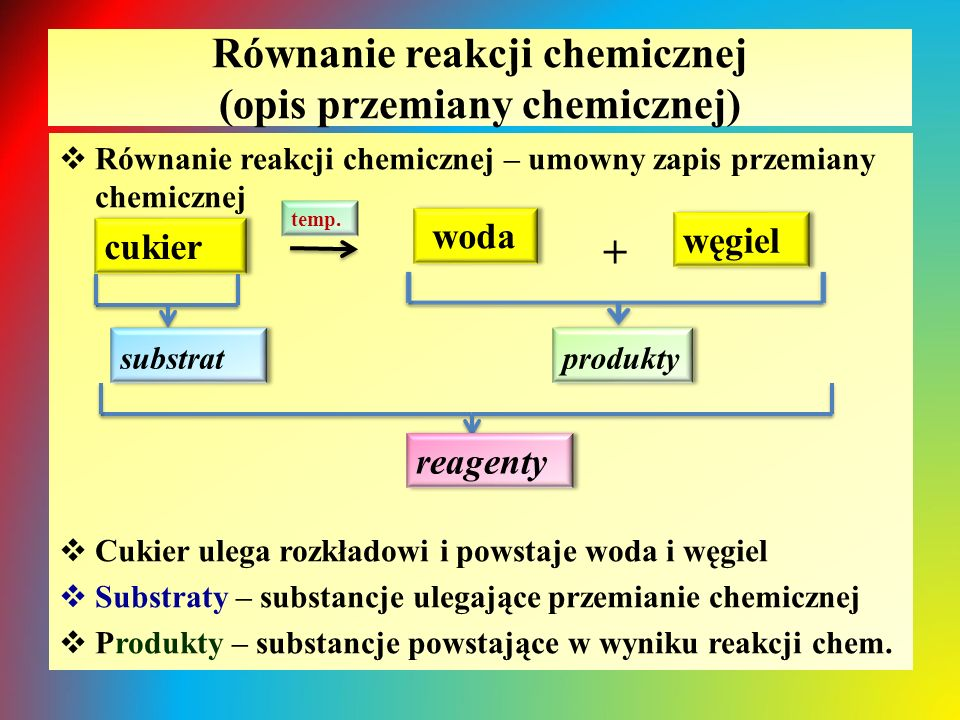 Równanie reakcji chemicznej
(opis przemiany chemicznej)
❖ Równanie reakcji chemicznej – umowny zapis przemiany
chemicznej
temp.
cukier
woda
+
węgiel
substrat
produkty
reagenty
❖ Cukier ulega rozkładowi i powstaje woda i węgiel
❖ Substraty – substancje ulegające przemianie chemicznej
❖ Produkty – substancje powstające w wyniku reakcji chem.